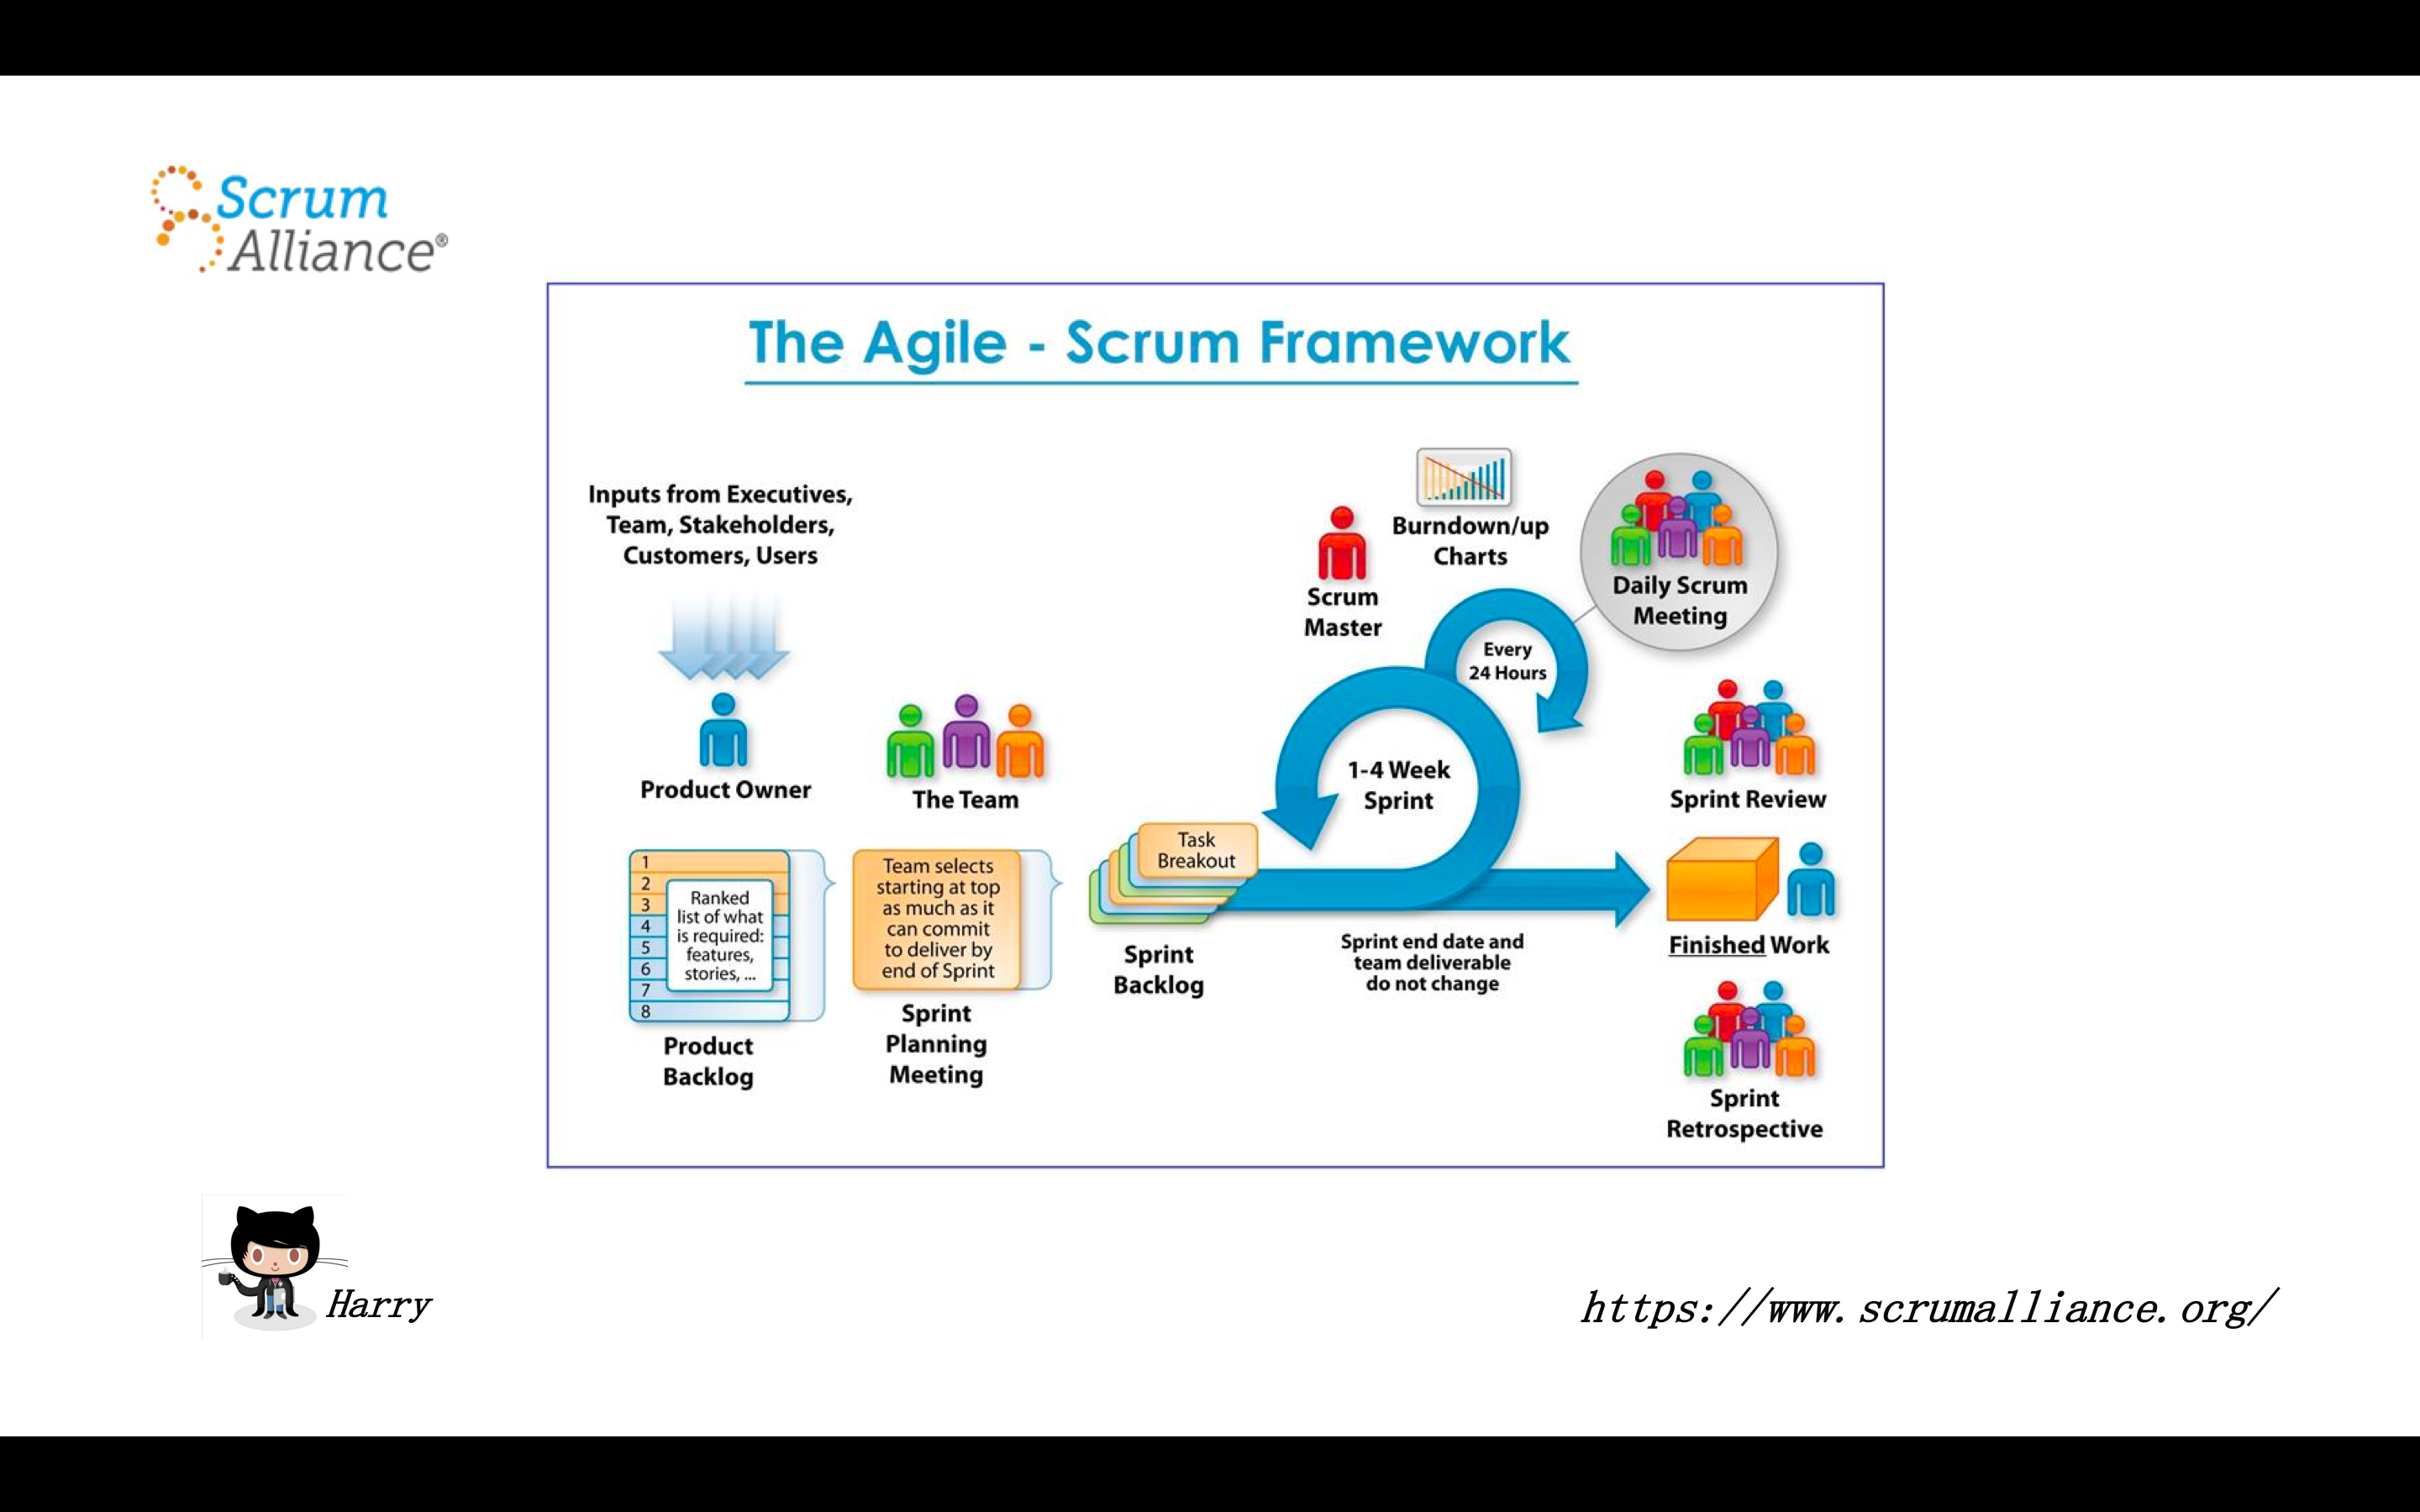 Scrum
Alliance®
The Agile - Scrum Framework
Inputs from Executives,
Team, Stakeholders,
Customers, Users
Product Owner
The Team
1
2
3
4
5
6
7
8
Ranked
list of what
is required:
features,
stories, ...
Product
Backlog
Team selects
starting at top
as much as it
can commit
to deliver by
end of Sprint
Sprint
Planning
Meeting
Task
Breakout
Sprint
Backlog
Scrum
Master
Burndown/up
Charts
Every
24 Hours
1-4 Week
Sprint
Sprint end date and
team deliverable
do not change
Daily Scrum
Meeting
Sprint Review
Finished Work
Sprint
Retrospective
Harry
https://www.scrumalliance.org/